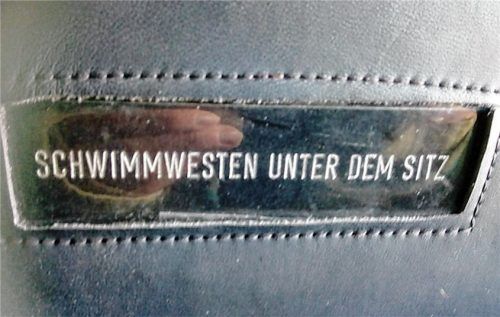 SCHWIMMWESTEN UNTER DEM SITZ